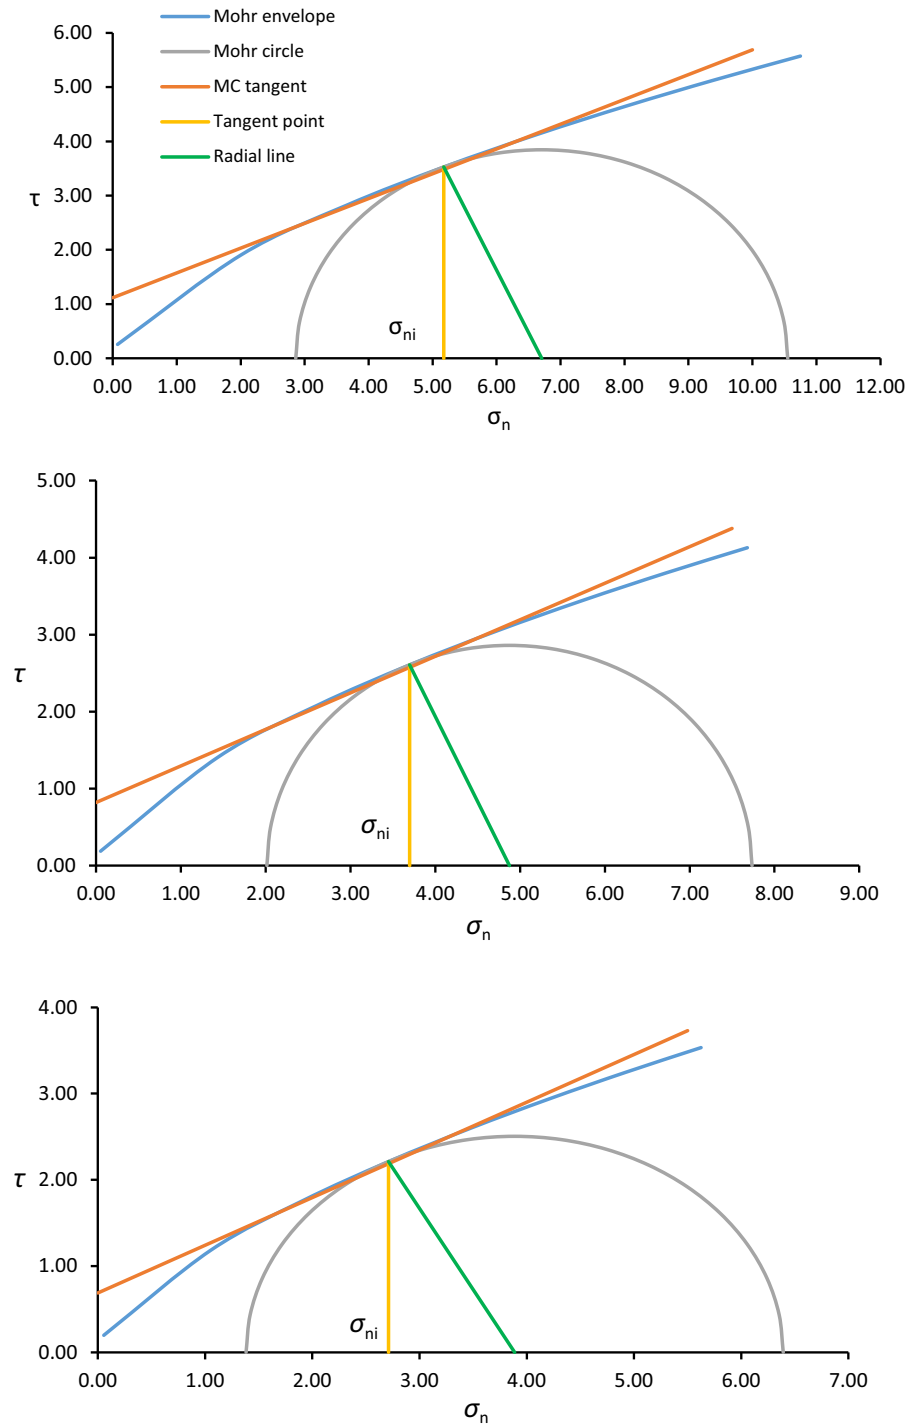 Mohr envelope
Mohr circle
MC tangent
Tangent point
Radial line
6.00
5.00
4.00
3.00
2.00
1.00
0.00
τ
σni
0.00 1.00 2.00 3.00 4.00 5.00 6.00 7.00 8.00 9.00 10.00 11.00 12.00
σn
5.00
4.00
3.00
2.00
1.00
0.00
τ
σni
0.00 1.00 2.00 3.00 4.00 5.00 6.00 7.00 8.00 9.00
σn
4.00
3.00
2.00
1.00
0.00
τ
σni
0.00 1.00 2.00 3.00 4.00 5.00 6.00 7.00
σn